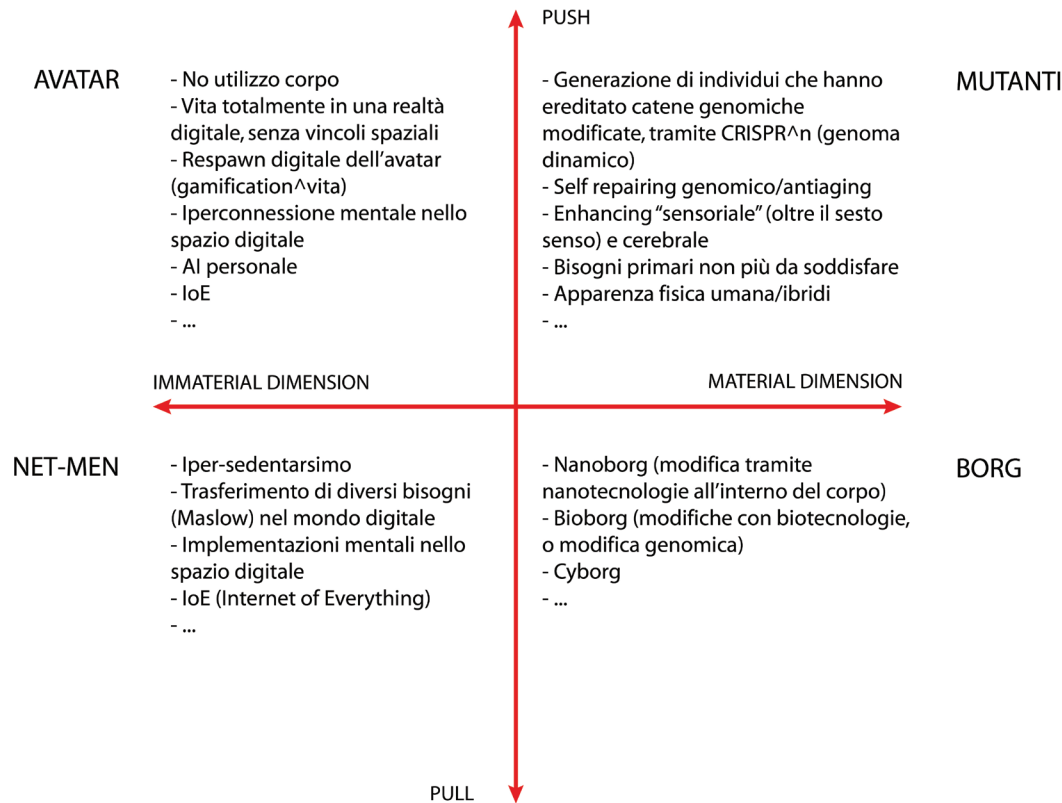 PUSH
AVATAR
- No utilizzo corpo
- Vita totalmente in una realtà
digitale, senza vincoli spaziali
- Respawn digitale dell’avatar
(gamification^vita)
- Iperconnessione mentale nello
spazio digitale
- AI personale
- IoE
- ...
MUTANTI
- Generazione di individui che hanno
ereditato catene genomiche
modificate, tramite CRISPR^n (genoma
dinamico)
- Self repairing genomico/antiaging
- Enhancing “sensoriale” (oltre il sesto
senso) e cerebrale
- Bisogni primari non più da soddisfare
- Apparenza fisica umana/ibridi
- ...
IMMATERIAL DIMENSION
MATERIAL DIMENSION
NET-MEN
- Iper-sedentarsimo
- Trasferimento di diversi bisogni
(Maslow) nel mondo digitale
- Implementazioni mentali nello
spazio digitale
- IoE (Internet of Everything)
- ...
BORG
- Nanoborg (modifica tramite
nanotecnologie all’interno del corpo)
- Bioborg (modifiche con biotecnologie,
o modifica genomica)
- Cyborg
- ...
PULL